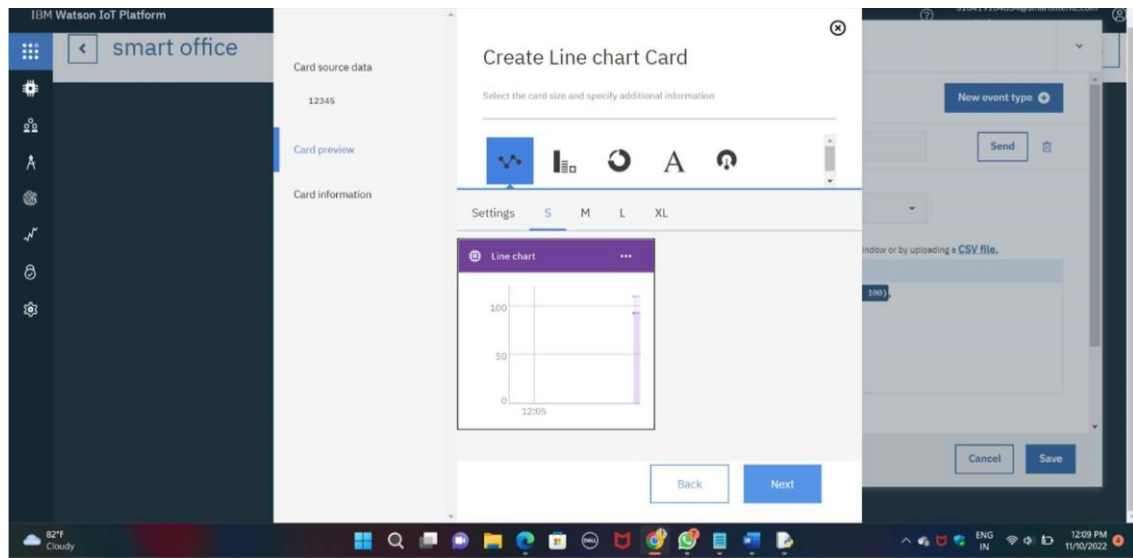 IBM Watson IoT Platform
smart office
Card source data
12345
Card preview
Card information
Create Line chart Card
Select the card size and specify additional information
A
Settings S M L XL
Line chart
100
50
0
12:05
Back Next
New event type
Send
ndow or by uploading a CSV file.
100)
Cancel Save
82°F
Cloudy
DELL
ENG
IN
12:09 PM
11/10/2022
4